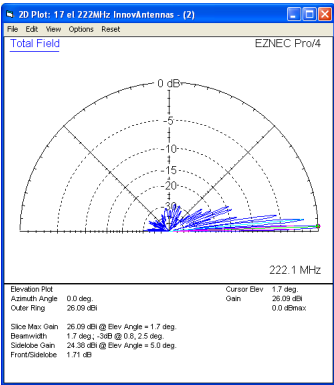 2D Plot: 17 el 222MHz InnovAntennas - (2)
File Edit View Options Reset
Total Field
EZNEC Pro/4
0 dB
-5
-10
-15
-20
-30
222.1 MHz
Elevation Plot
Cursor Elev 1.7 deg.
Azimuth Angle 0.0 deg.
Gain 26.09 dBi
Outer Ring 26.09 dBi
0.0 dBmax
Slice Max Gain 26.09 dBi @ Elev Angle = 1.7 deg.
Beamwidth 1.7 deg.; -3dB @ 0.8, 2.5 deg.
Sidelobe Gain 24.38 dBi @ Elev Angle = 5.0 deg.
Front/Sidelobe 1.71 dB